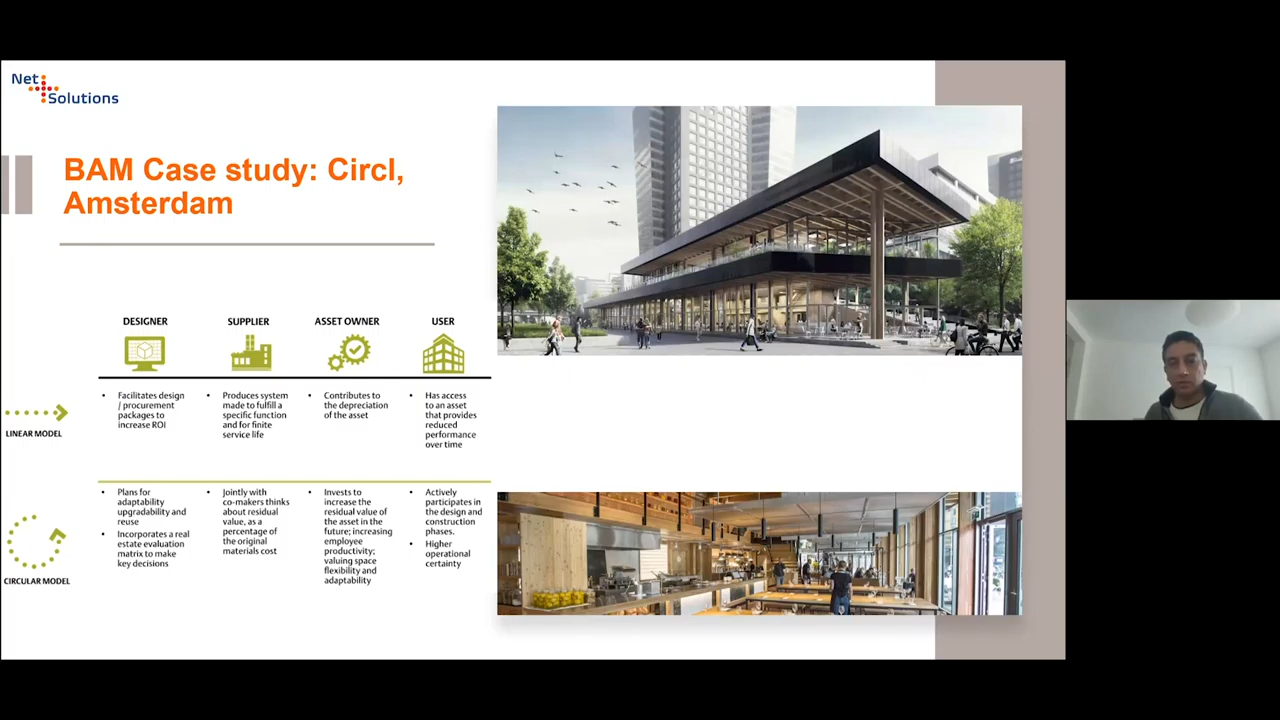 Net
Solutions
BAM Case study: Circl,
Amsterdam
DESIGNER
SUPPLIER
ASSET OWNER
USER
LINEAR MODEL
• Facilitates design
/ procurement
packages to
increase ROI
• Produces system
made to fulfill a
specific function
and for finite
service life
• Contributes to
the depreciation
of the asset
• Has access
to an asset
that provides
reduced
performance
over time
CIRCULAR MODEL
• Plans for
adaptability
upgradability and
reuse
• Incorporates a real
estate evaluation
matrix to make
key decisions
• Jointly with
co-makers thinks
about residual
value, as a
percentage of
the original
materials cost
• Invests to
increase the
residual value of
the asset in the
future; increasing
employee
productivity;
valuing space
flexibility and
adaptability
• Actively
participates in
the design and
construction
phases.
• Higher
operational
certainty